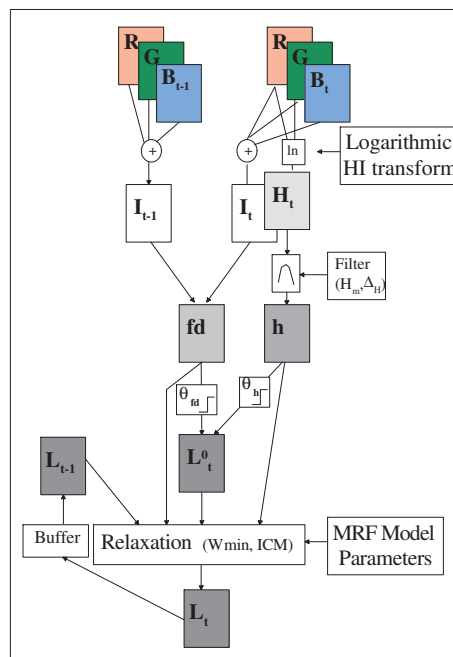 R
G
B t-1
R
G
B t
+
+
ln
Logarithmic
HI transform
I t-1
I t
H t
Filter
(H m ,Δ H )
fd
h
θ fd
θ h
L t-1
L 0 t
Buffer
Relaxation (Wmin, ICM)
MRF Model
Parameters
L t